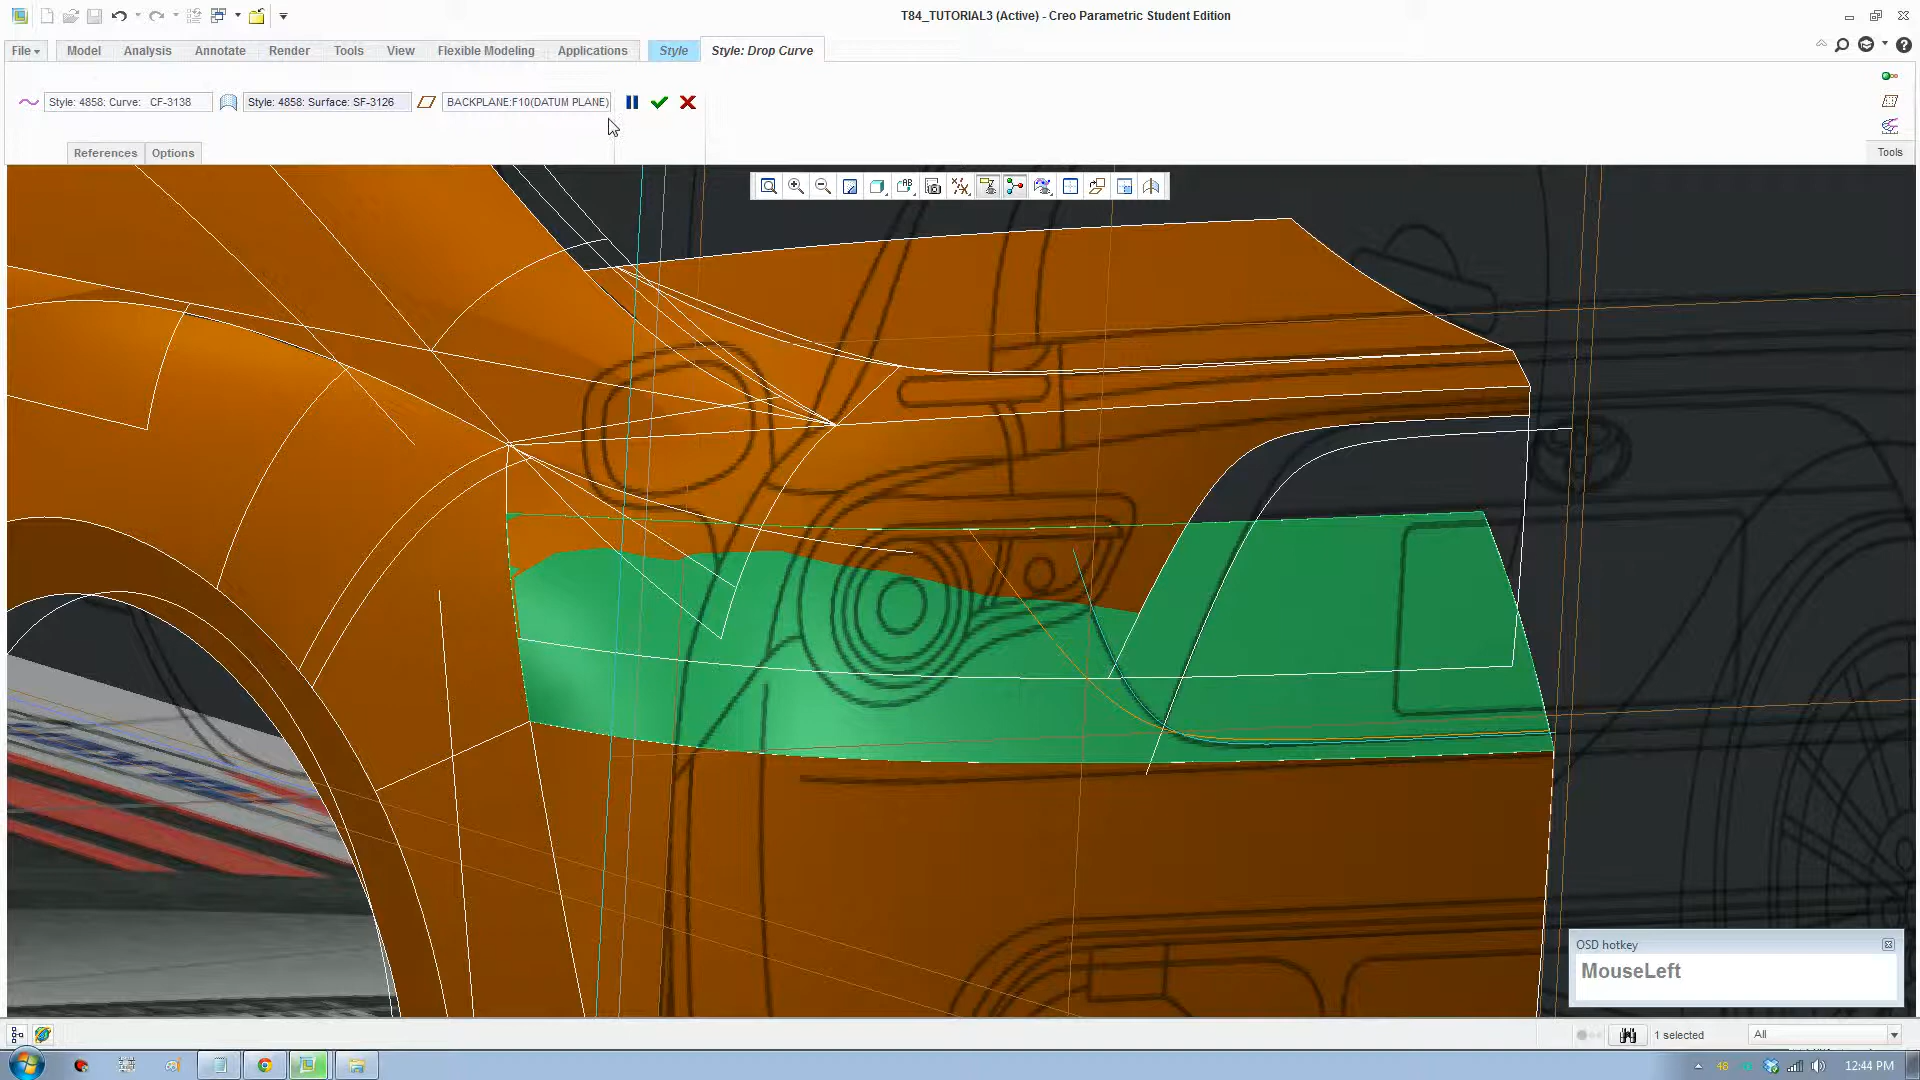 T84_TUTORIAL3 (Active) - Creo Parametric Student Edition
File
Model
Analysis
Annotate
Render
Tools
View
Flexible Modeling
Applications
Style
Style: Drop Curve
Style: 4858: Curve: CF-3138
Style: 4858: Surface: SF-3126
BACKPLANE:F10(DATUM PLANE)
References
Options
Tools
OSD hotkey
MouseLeft
1 selected
All
48
12:44 PM